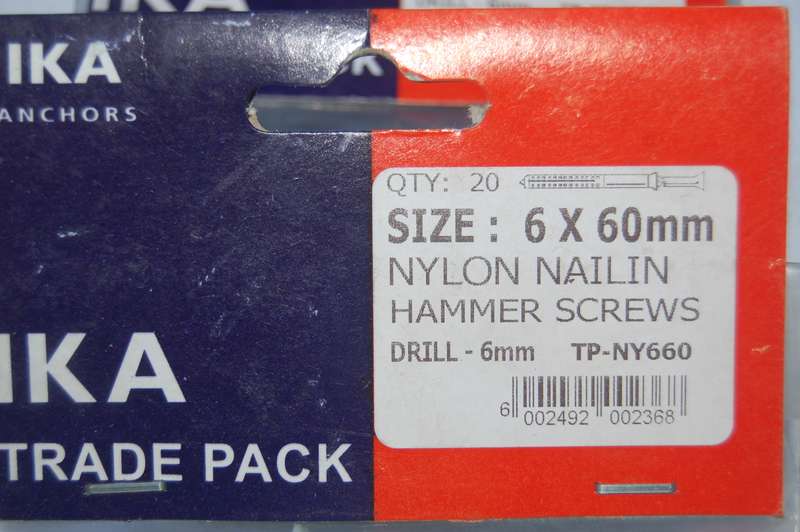 IKA
ANCHORS
QTY: 20
SIZE : 6 X 60mm
NYLON NAILIN
HAMMER SCREWS
DRILL - 6mm TP-NY660
6 002492 002368
IKA
TRADE PACK